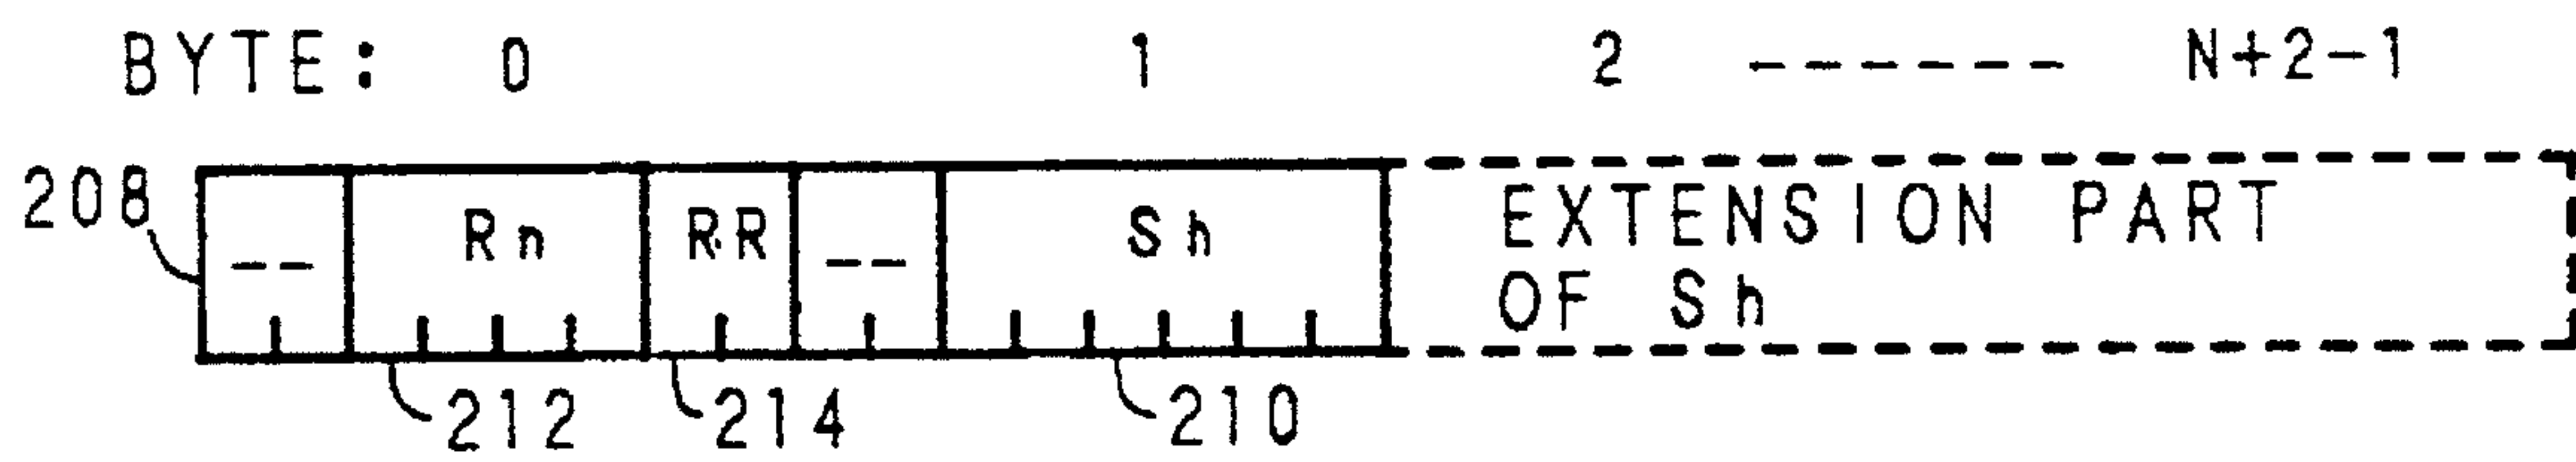 BYTE: 0 1 2 ------ N+2-1
208 -- Rn RR -- Sh EXTENSION PART
OF Sh
212 214 210